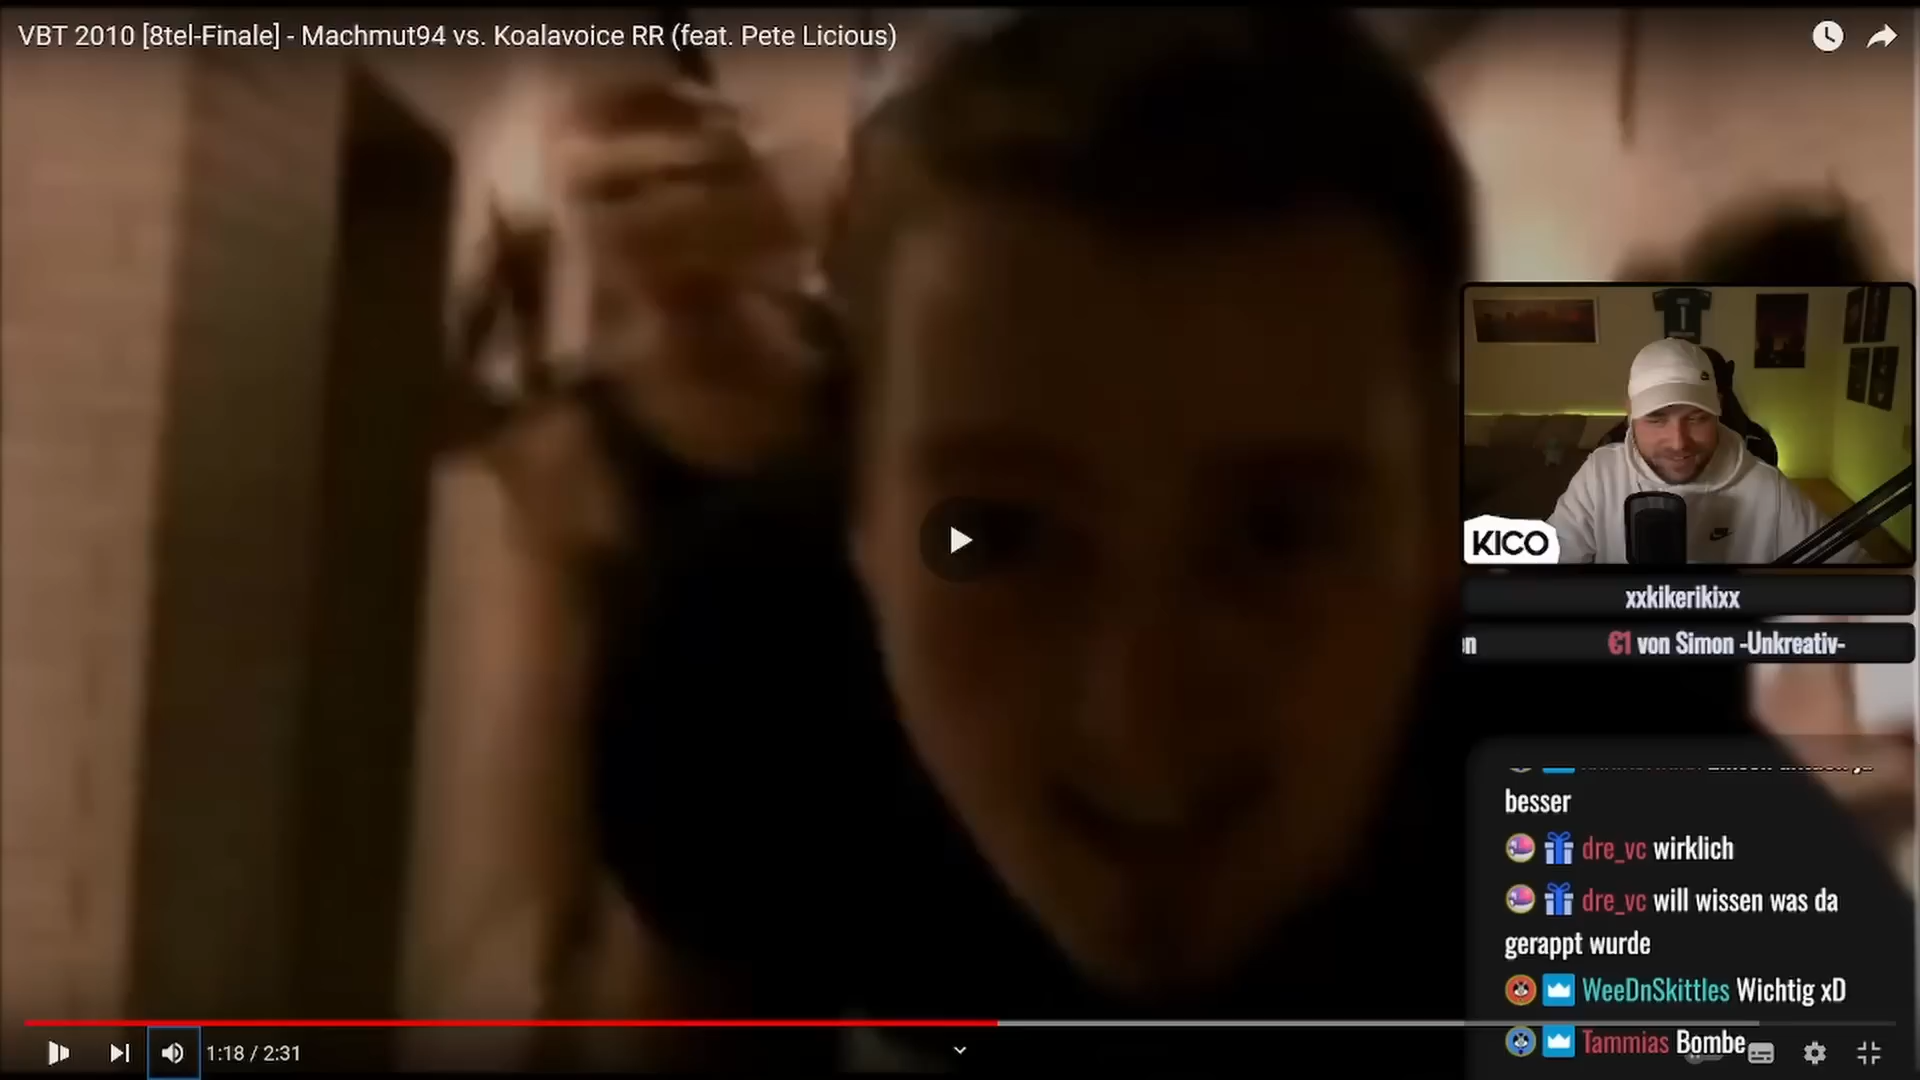 VBT 2010 [8tel-Finale] - Machmut94 vs. Koalavoice RR (feat. Pete Licious)
KICO
xxkikerikixx
en €1 von Simon -Unkreativ-
besser
dre_vc wirklich
dre_vc will wissen was da
gerappt wurde
WeeDnSkittles Wichtig xD
Tammias Bombe
1:18 / 2:31